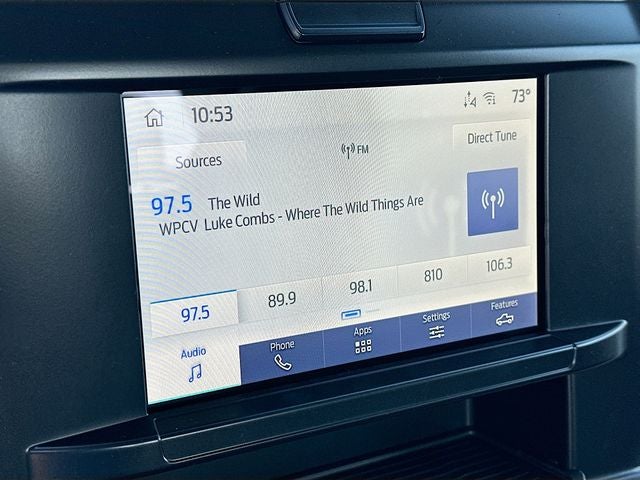 10:53
73°
Sources
FM
Direct Tune
97.5 The Wild
WPCV Luke Combs - Where The Wild Things Are
97.5 89.9 98.1 810 106.3
Audio Phone Apps Settings Features